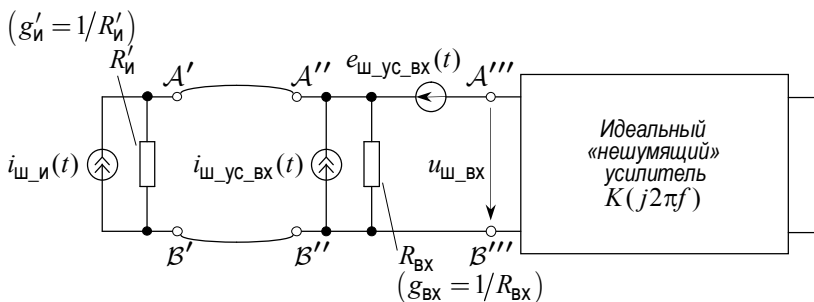 (g′и = 1/R′и)
R′и
𝒜′
𝒜″
eш_ус_вх(t)
𝒜‴
iш_и(t)
iш_ус_вх(t)
uш_вх
Идеальный
«нешумящий»
усилитель
K(j2πf)
ℬ′
ℬ″
Rвх
ℬ‴
(gвх = 1/Rвх)